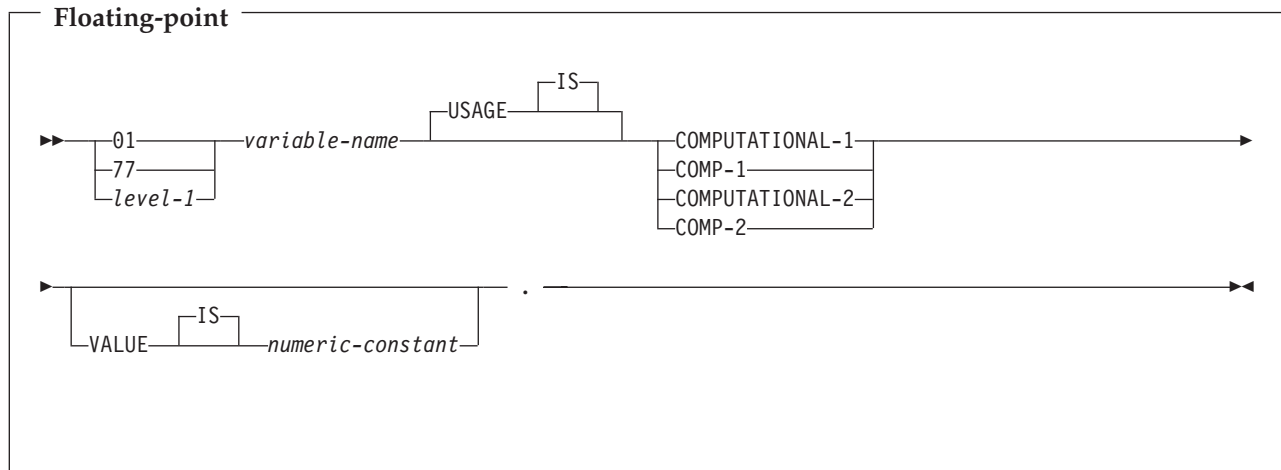 Floating-point
IS
USAGE
01 variable-name COMPUTATIONAL-1
77 COMP-1
level-1 COMPUTATIONAL-2
COMP-2
.
IS
VALUE numeric-constant